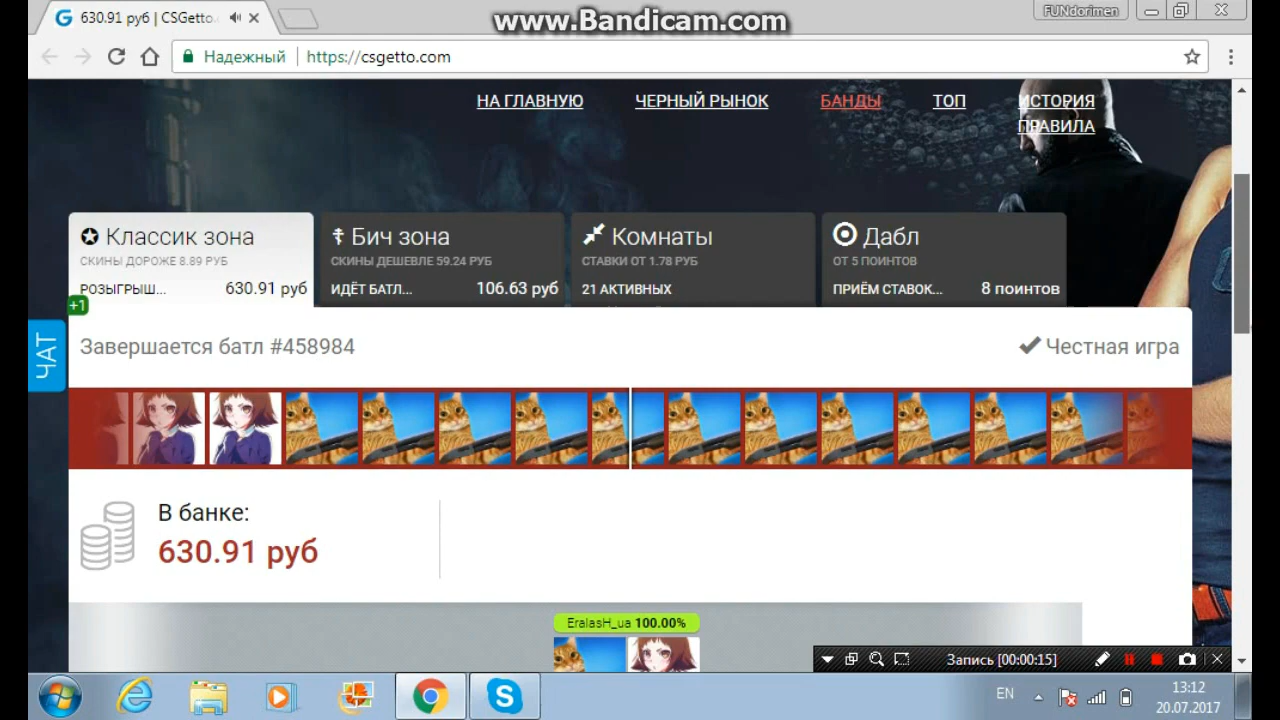 www.Bandicam.com
630.91 руб | CSGetto.
FUNdorimen
Надежный
https://csgetto.com
НА ГЛАВНУЮ
ЧЕРНЫЙ РЫНОК
БАНДЫ
ТОП
ИСТОРИЯ
ПРАВИЛА
Классик зона
СКИНЫ ДОРОЖЕ 8.89 РУБ
РОЗЫГРЫШ... 630.91 руб
Бич зона
СКИНЫ ДЕШЕВЛЕ 59.24 РУБ
ИДЁТ БАТЛ... 106.63 руб
Комнаты
СТАВКИ ОТ 1.78 РУБ
21 АКТИВНЫХ
Дабл
ОТ 5 ПОИНТОВ
ПРИЁМ СТАВОК... 8 поинтов
+1
ЧАТ
Завершается батл #458984
Честная игра
В банке:
630.91 руб
EralasH_ua 100.00%
Запись [00:00:15]
EN
13:12
20.07.2017